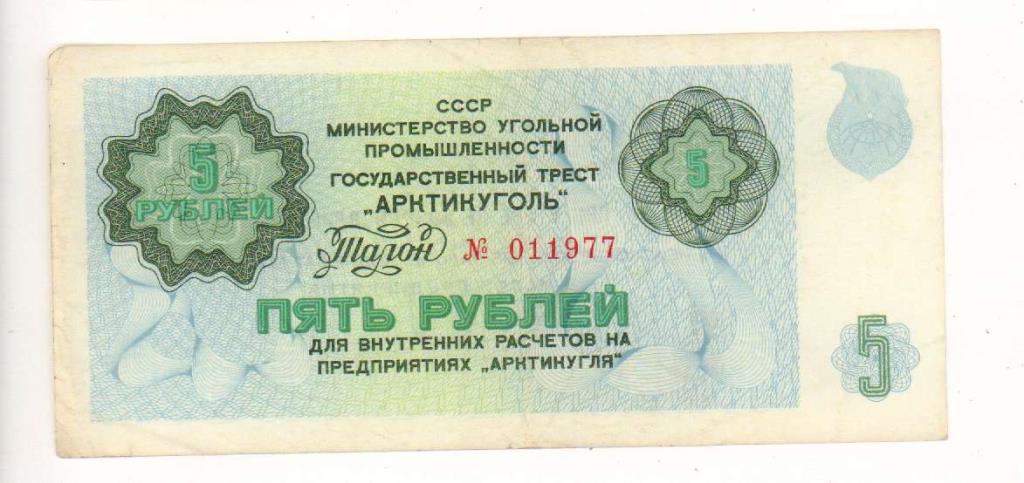 СССР
МИНИСТЕРСТВО УГОЛЬНОЙ
ПРОМЫШЛЕННОСТИ
ГОСУДАРСТВЕННЫЙ ТРЕСТ
„АРКТИКУГОЛЬ“
Талон № 011977
ПЯТЬ РУБЛЕЙ
ДЛЯ ВНУТРЕННИХ РАСЧЕТОВ НА
ПРЕДПРИЯТИЯХ „АРКТИКУГЛЯ“
5
РУБЛЕЙ
5
5